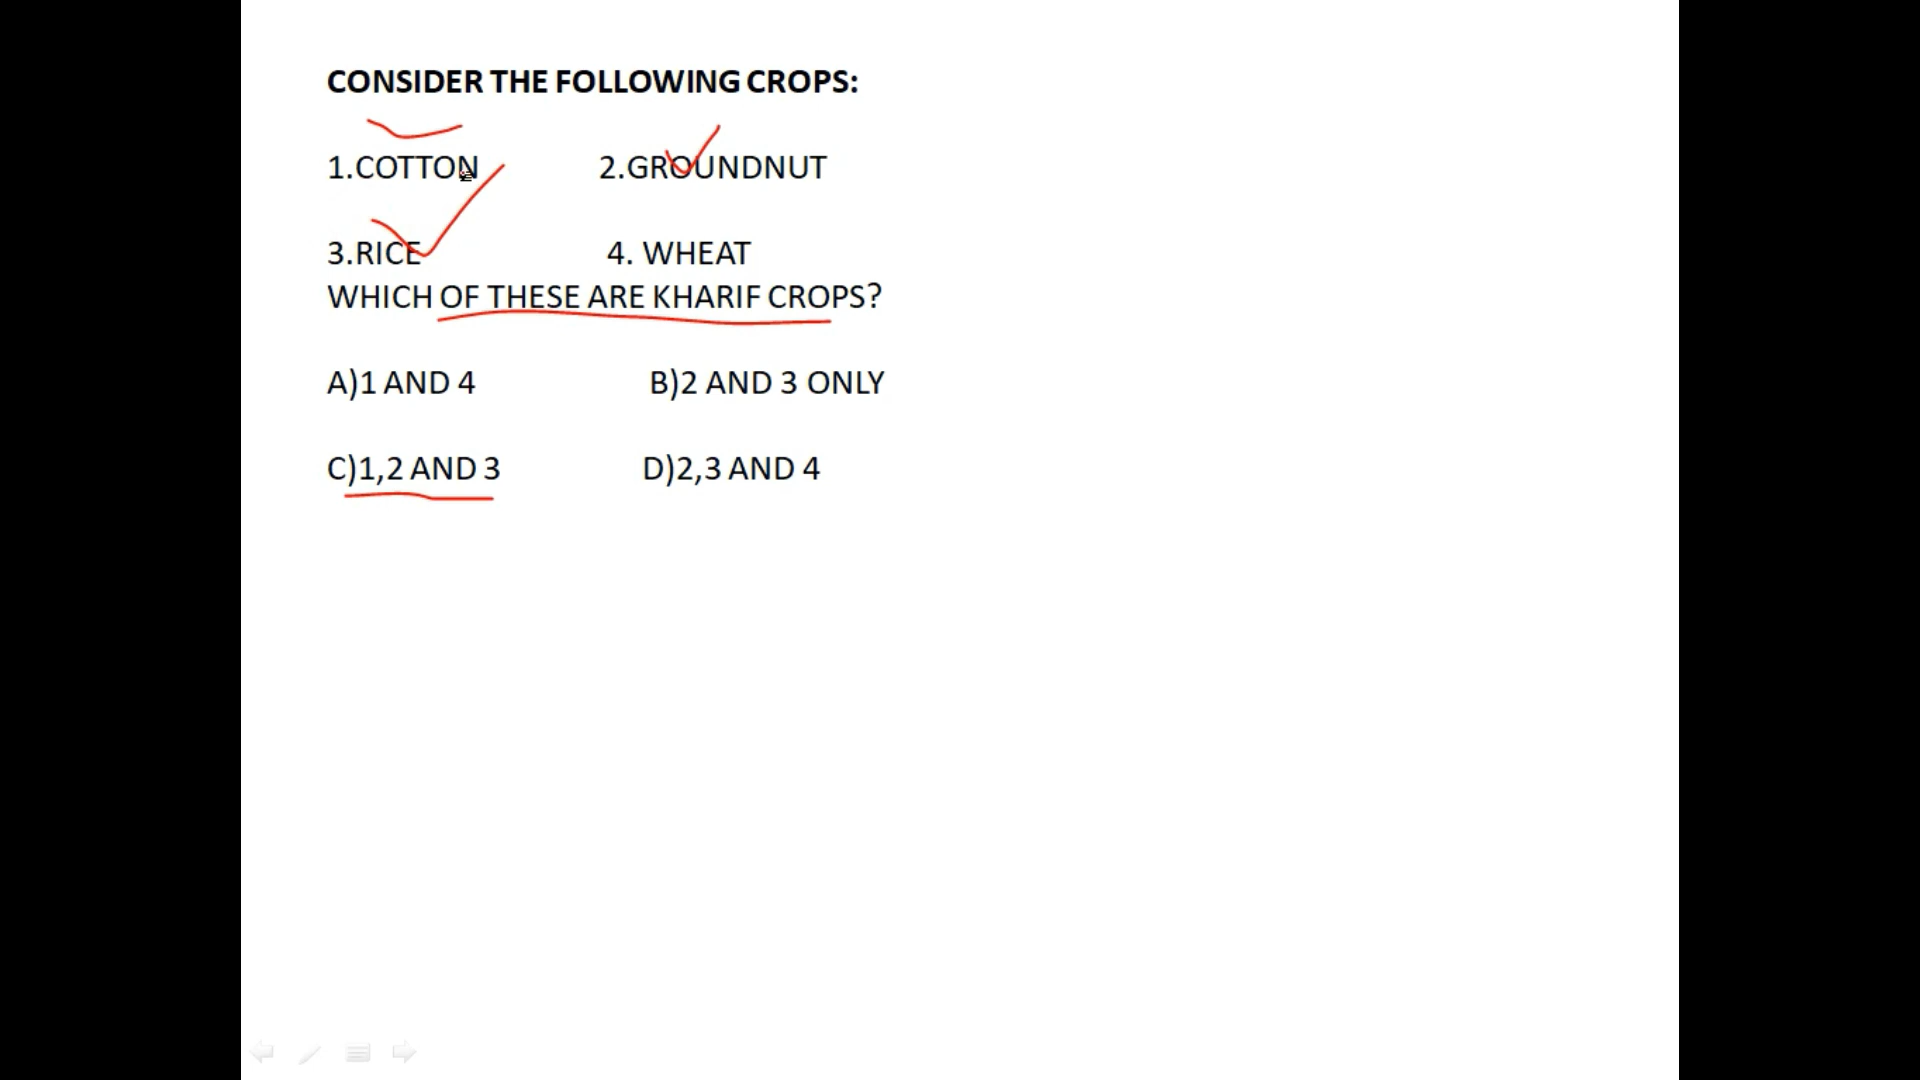 CONSIDER THE FOLLOWING CROPS:
1.COTTON 2.GROUNDNUT
3.RICE 4. WHEAT
WHICH OF THESE ARE KHARIF CROPS?
A)1 AND 4 B)2 AND 3 ONLY
C)1,2 AND 3 D)2,3 AND 4